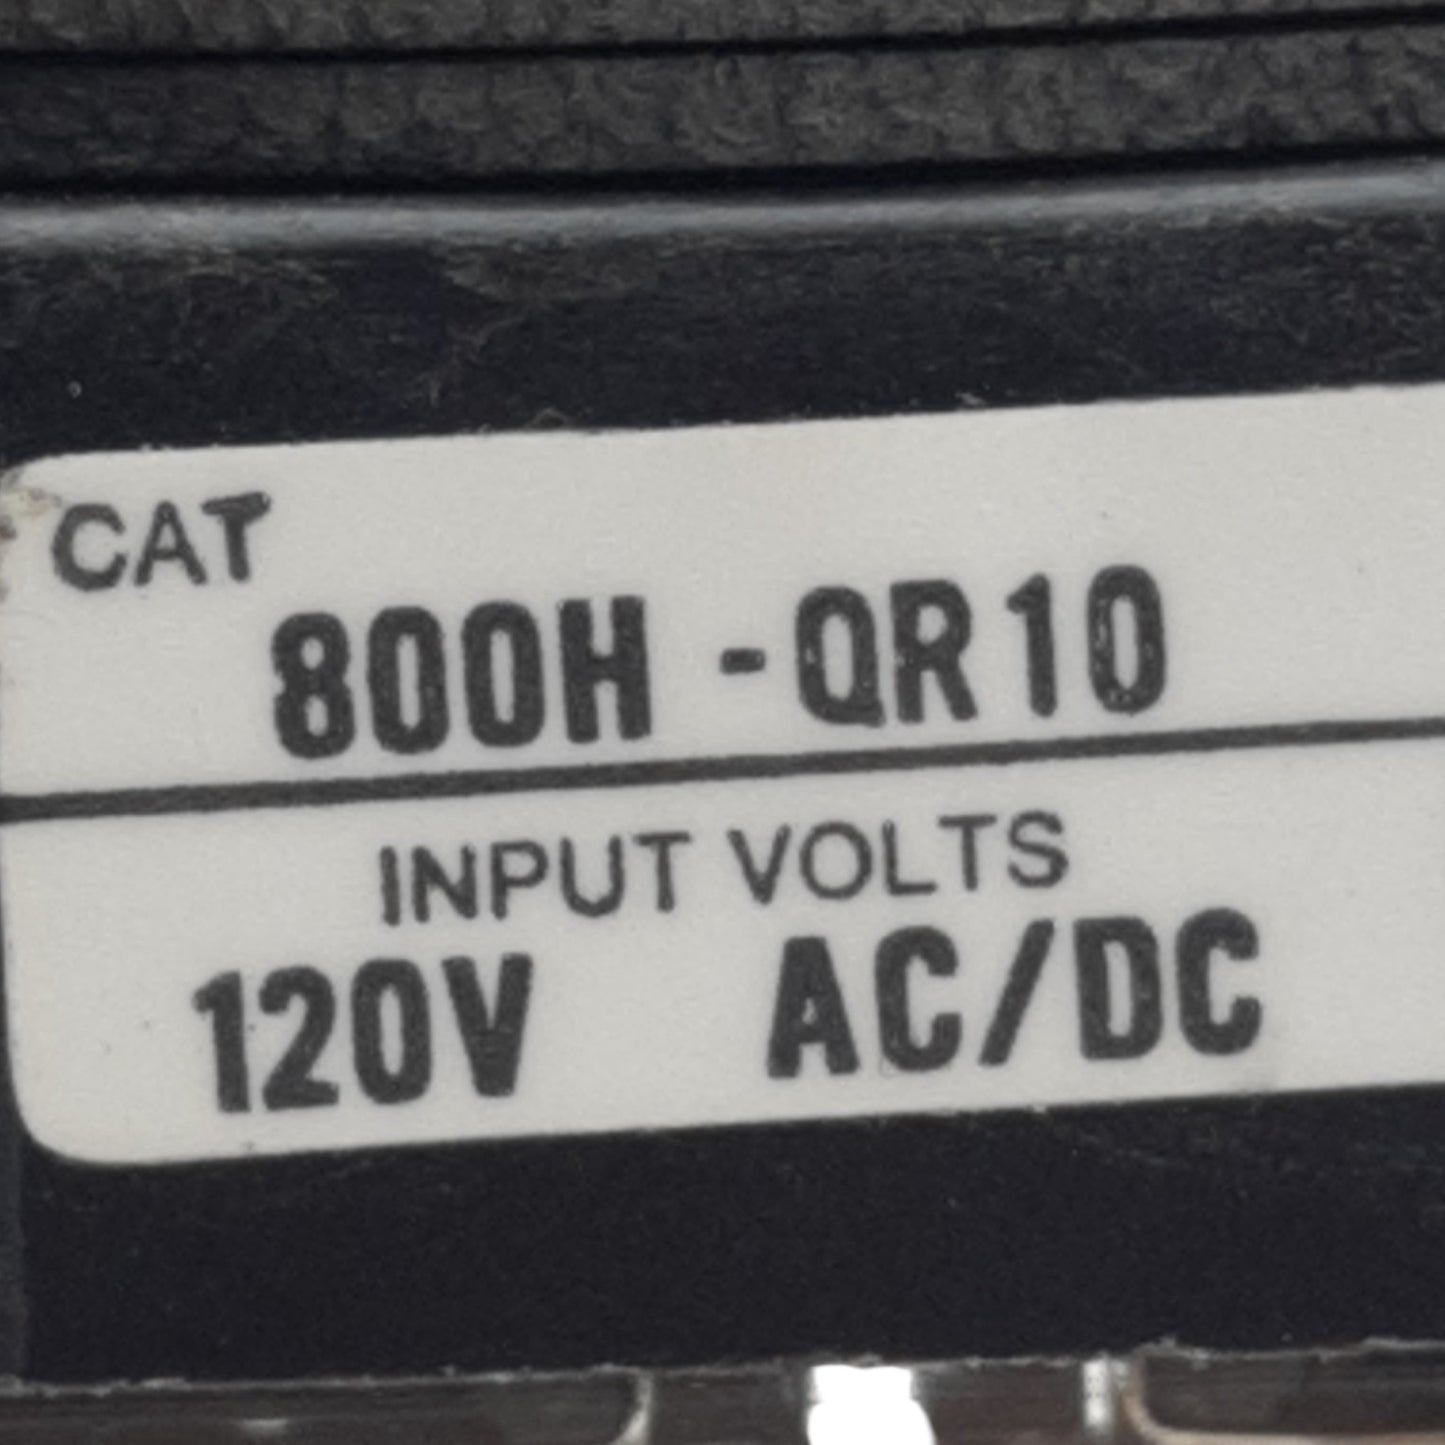 CAT
800H -QR10
INPUT VOLTS
120V AC/DC